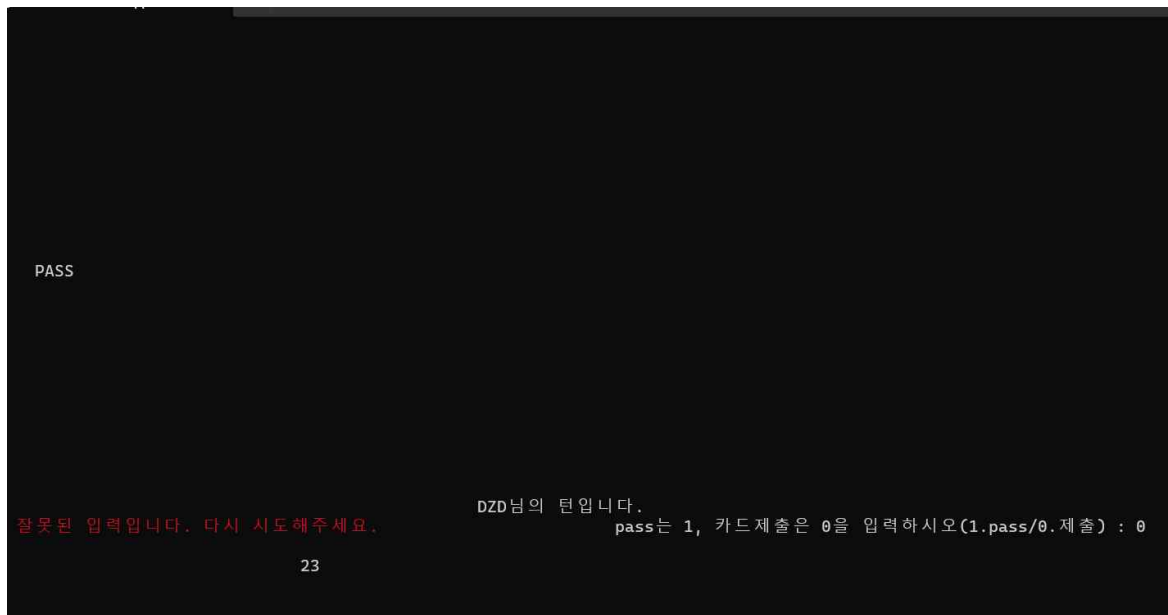 PASS
DZD님의 턴입니다.
잘못된 입력입니다. 다시 시도해주세요.
pass는 1, 카드제출은 0을 입력하시오(1.pass/0.제출) : 0
23